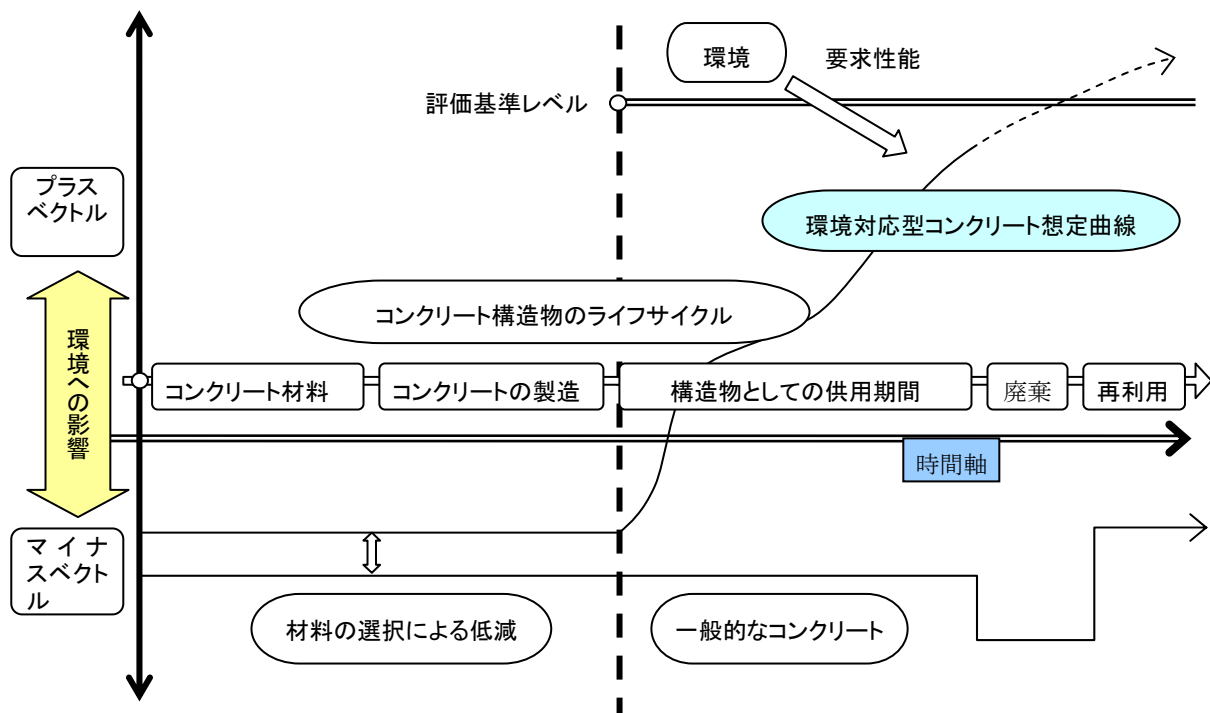 環境
要求性能
評価基準レベル
プラス
ベクトル
環境対応型コンクリート想定曲線
コンクリート構造物のライフサイクル
環境への影響
コンクリート材料
コンクリートの製造
構造物としての供用期間
廃棄
再利用
時間軸
マイナ
スベクト
ル
材料の選択による低減
一般的なコンクリート